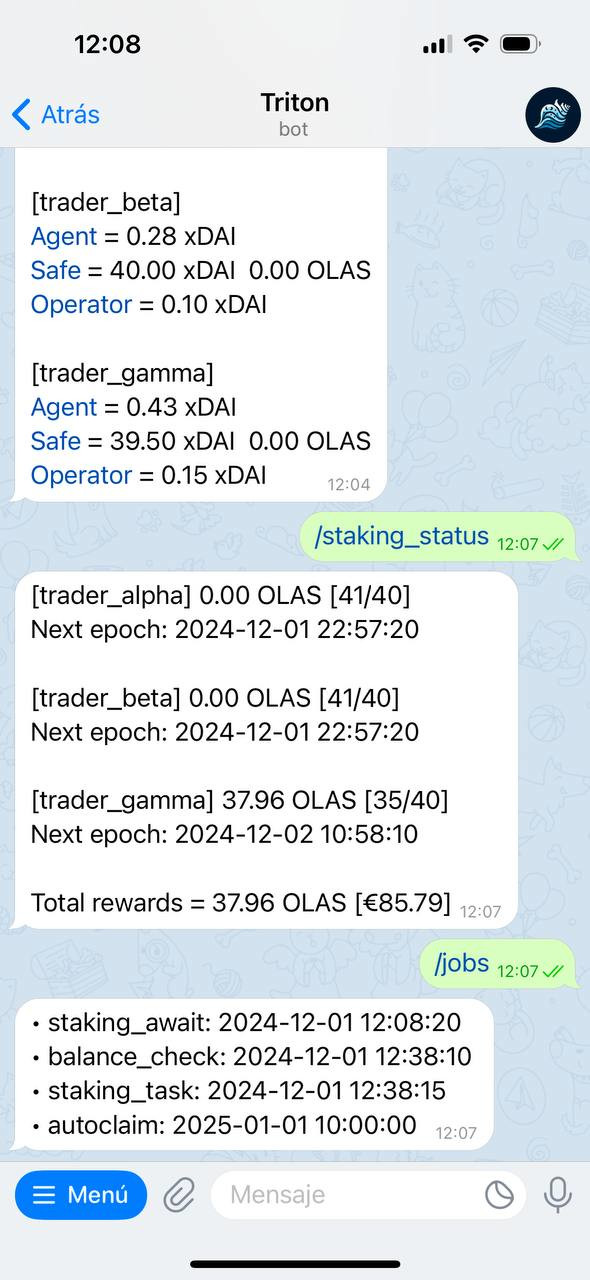 12:08
Atrás
Triton
bot
[trader_beta]
Agent = 0.28 xDAI
Safe = 40.00 xDAI  0.00 OLAS
Operator = 0.10 xDAI
[trader_gamma]
Agent = 0.43 xDAI
Safe = 39.50 xDAI  0.00 OLAS
Operator = 0.15 xDAI
12:04
/staking_status 12:07
[trader_alpha] 0.00 OLAS [41/40]
Next epoch: 2024-12-01 22:57:20
[trader_beta] 0.00 OLAS [41/40]
Next epoch: 2024-12-01 22:57:20
[trader_gamma] 37.96 OLAS [35/40]
Next epoch: 2024-12-02 10:58:10
Total rewards = 37.96 OLAS [€85.79] 12:07
/jobs 12:07
• staking_await: 2024-12-01 12:08:20
• balance_check: 2024-12-01 12:38:10
• staking_task: 2024-12-01 12:38:15
• autoclaim: 2025-01-01 10:00:00 12:07
Menú
Mensaje